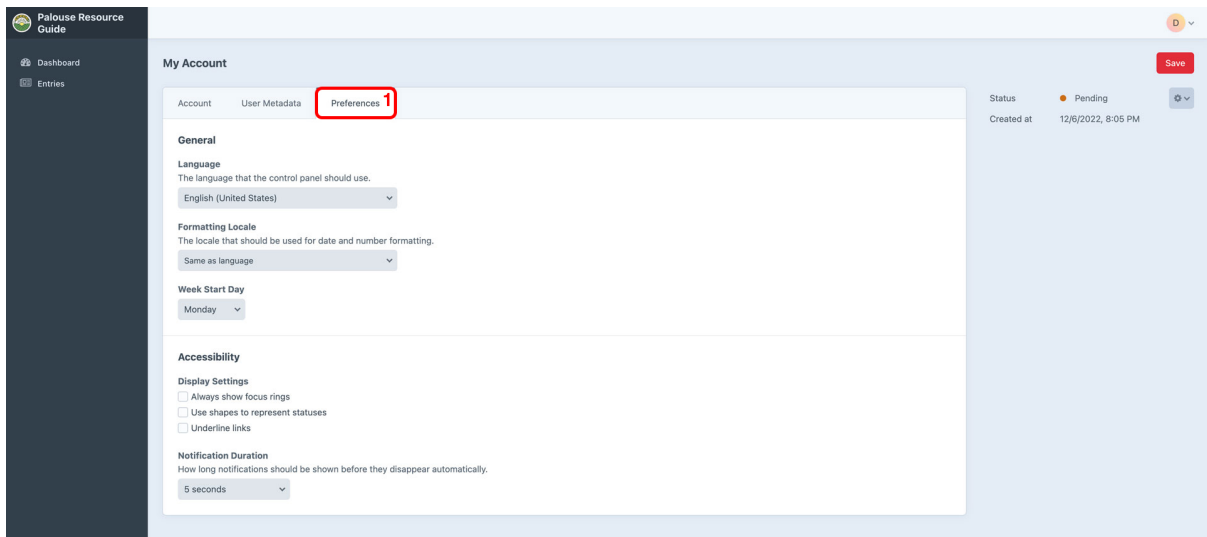 Palouse Resource
Guide
D
Dashboard
Entries
My Account
Save
Account User Metadata Preferences 1
Status Pending
Created at 12/6/2022, 8:05 PM
General
Language
The language that the control panel should use.
English (United States)
Formatting Locale
The locale that should be used for date and number formatting.
Same as language
Week Start Day
Monday
Accessibility
Display Settings
Always show focus rings
Use shapes to represent statuses
Underline links
Notification Duration
How long notifications should be shown before they disappear automatically.
5 seconds